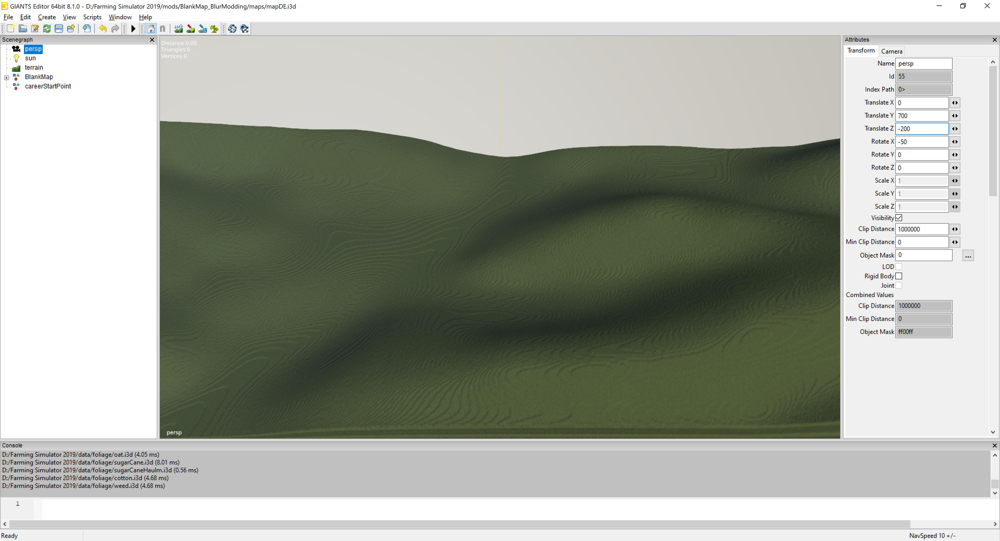 GIANTS Editor 64bit 8.1.0 - D:/Farming Simulator 2019/mods/BlankMap_BlurModding/maps/mapDE.i3d
File Edit Create View Scripts Window Help
Scenegraph
persp
sun
terrain
BlankMap
careerStartPoint
Distance 0.00
Triangles 0
Vertices 0
persp
Attributes
Transform Camera
Name persp
Id 55
Index Path 0>
Translate X 0
Translate Y 700
Translate Z -200
Rotate X -50
Rotate Y 0
Rotate Z 0
Scale X 1
Scale Y 1
Scale Z 1
Visibility
Clip Distance 1000000
Min Clip Distance 0
Object Mask 0 ...
LOD
Rigid Body
Joint
Combined Values
Clip Distance 1000000
Min Clip Distance 0
Object Mask ff00ff
Console
D:/Farming Simulator 2019/data/foliage/oat.i3d (4.05 ms)
D:/Farming Simulator 2019/data/foliage/sugarCane.i3d (8.01 ms)
D:/Farming Simulator 2019/data/foliage/sugarCaneHaulm.i3d (0.56 ms)
D:/Farming Simulator 2019/data/foliage/cotton.i3d (4.68 ms)
D:/Farming Simulator 2019/data/foliage/weed.i3d (4.68 ms)
1
Ready
NavSpeed 10 +/-